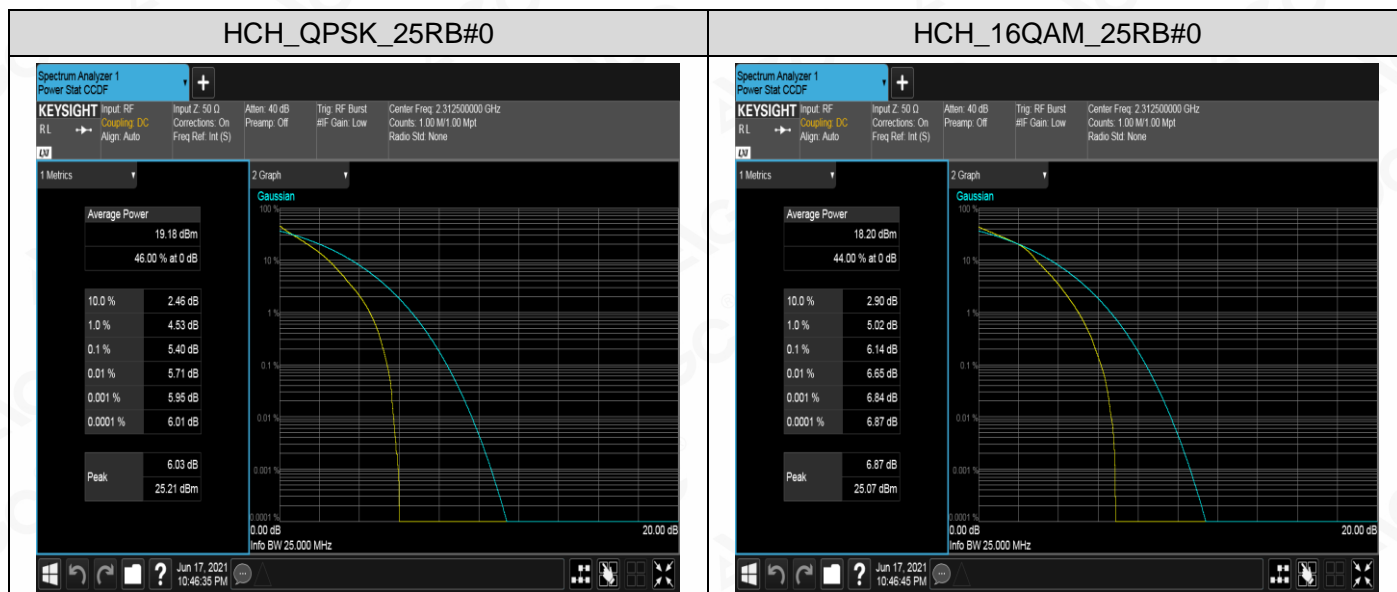 HCH_QPSK_25RB#0
Spectrum Analyzer 1
Power Stat CCDF
+
KEYSIGHT
RL
Input: RF
Coupling: DC
Align: Auto
Input Z: 50 Ω
Corrections: On
Freq Ref: Int (S)
Atten: 40 dB
Preamp: Off
Trig: RF Burst
#IF Gain: Low
Center Freq: 2.312500000 GHz
Counts: 1.00 M/1.00 Mpt
Radio Std: None
LXI
1 Metrics
Average Power
19.18 dBm
46.00 % at 0 dB
10.0 % 2.46 dB
1.0 % 4.53 dB
0.1 % 5.40 dB
0.01 % 5.71 dB
0.001 % 5.95 dB
0.0001 % 6.01 dB
Peak
6.03 dB
25.21 dBm
2 Graph
Gaussian
100 %
10 %
1 %
0.1 %
0.01 %
0.001 %
0.0001 %
0.00 dB 20.00 dB
Info BW 25.000 MHz
?
Jun 17, 2021
10:46:35 PM
HCH_16QAM_25RB#0
Spectrum Analyzer 1
Power Stat CCDF
+
KEYSIGHT
RL
Input: RF
Coupling: DC
Align: Auto
Input Z: 50 Ω
Corrections: On
Freq Ref: Int (S)
Atten: 40 dB
Preamp: Off
Trig: RF Burst
#IF Gain: Low
Center Freq: 2.312500000 GHz
Counts: 1.00 M/1.00 Mpt
Radio Std: None
LXI
1 Metrics
Average Power
18.20 dBm
44.00 % at 0 dB
10.0 % 2.90 dB
1.0 % 5.02 dB
0.1 % 6.14 dB
0.01 % 6.65 dB
0.001 % 6.84 dB
0.0001 % 6.87 dB
Peak
6.87 dB
25.07 dBm
2 Graph
Gaussian
100 %
10 %
1 %
0.1 %
0.01 %
0.001 %
0.0001 %
0.00 dB 20.00 dB
Info BW 25.000 MHz
?
Jun 17, 2021
10:46:45 PM